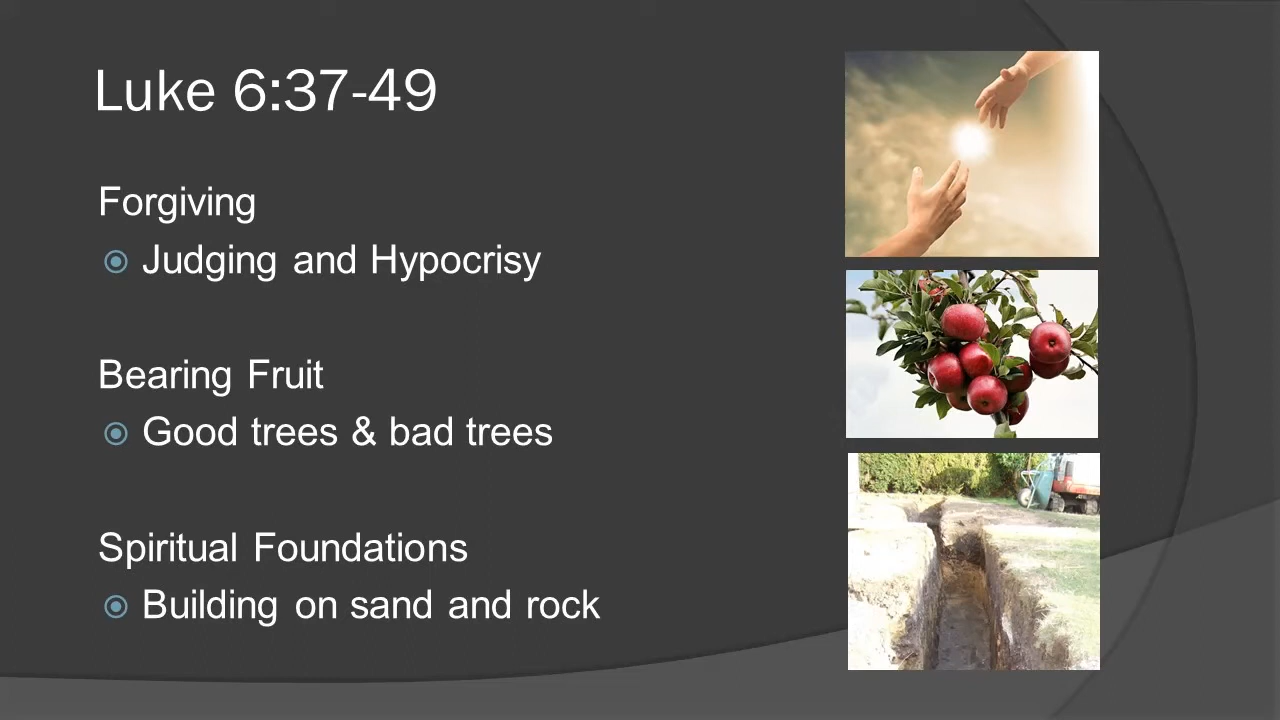 Luke 6:37-49
Forgiving
Judging and Hypocrisy
Bearing Fruit
Good trees & bad trees
Spiritual Foundations
Building on sand and rock